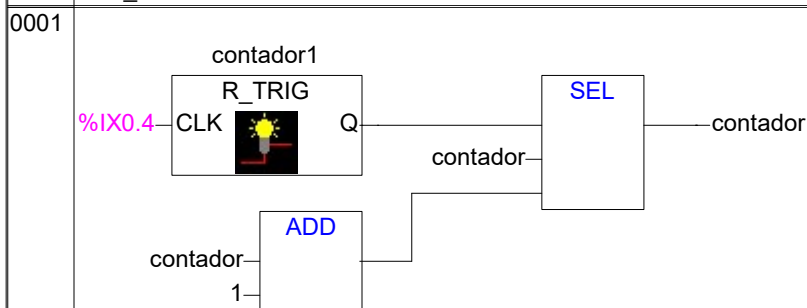 0001
contador1
R_TRIG
SEL
%IX0.4
CLK
Q
contador
contador
ADD
contador
1